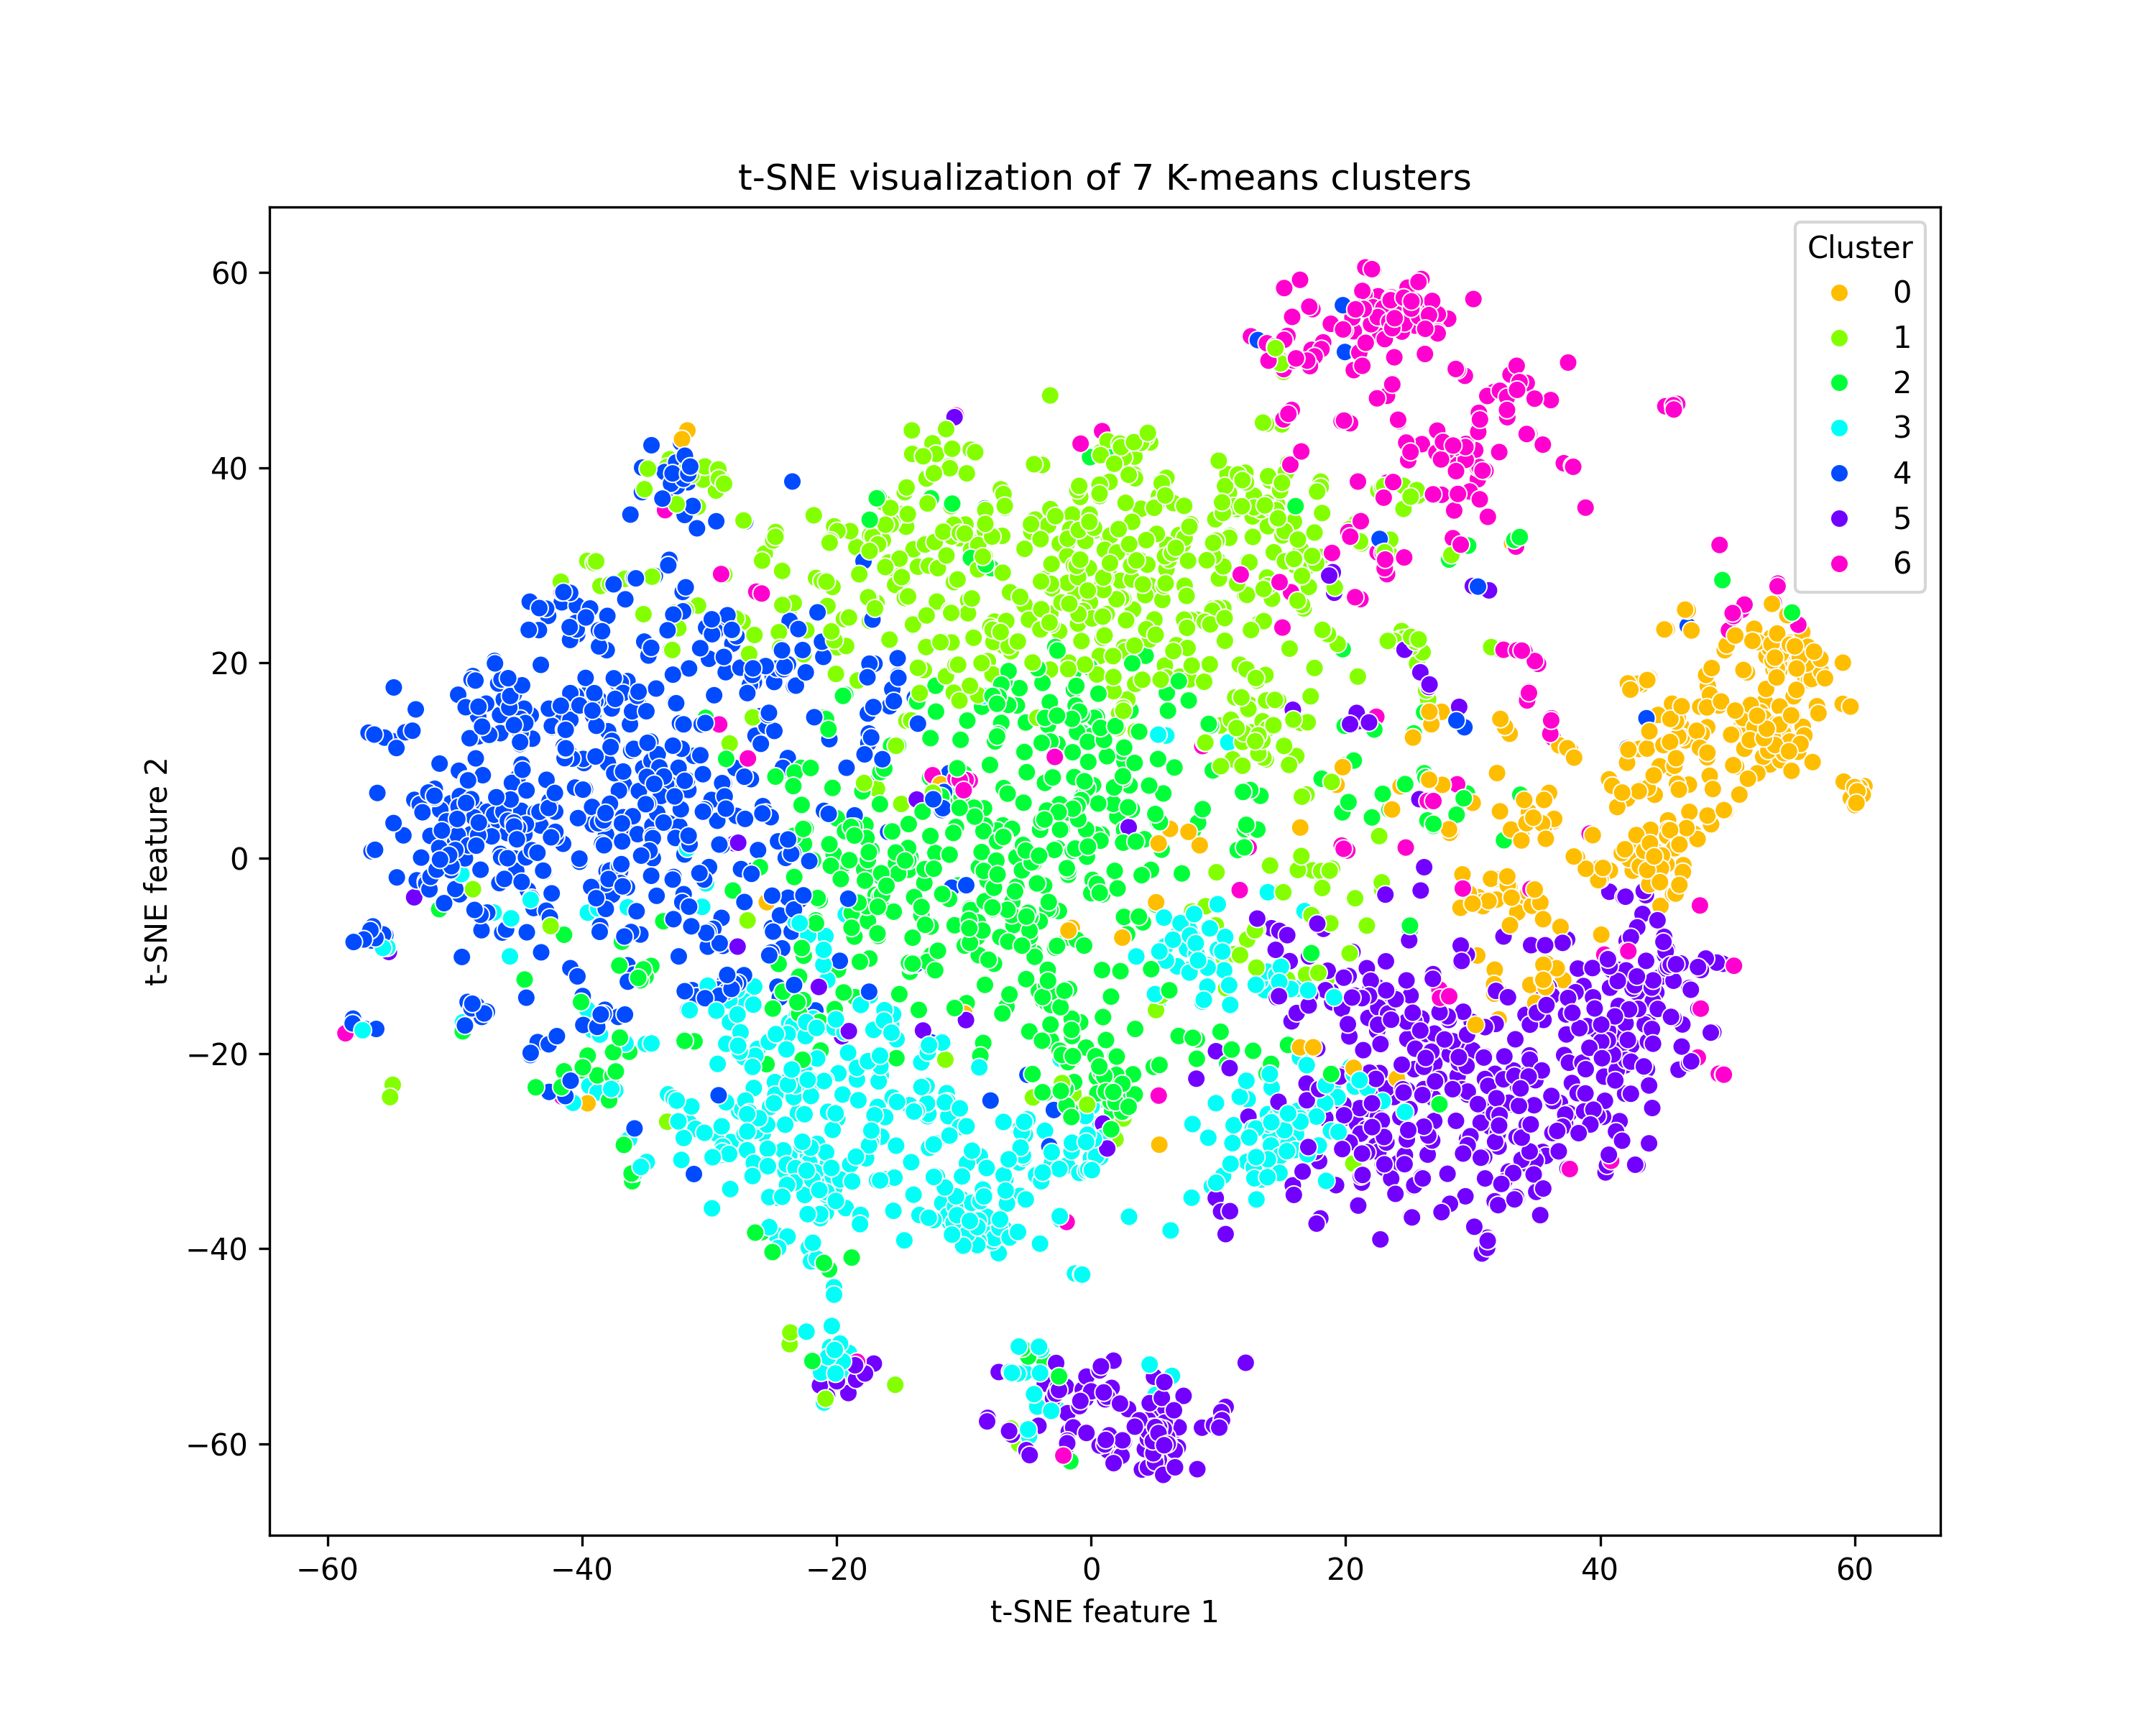 t-SNE visualization of 7 K-means clusters
Cluster
0
1
2
3
4
5
6
60
40
20
0
−20
−40
−60
t-SNE feature 2
−60 −40 −20 0 20 40 60
t-SNE feature 1